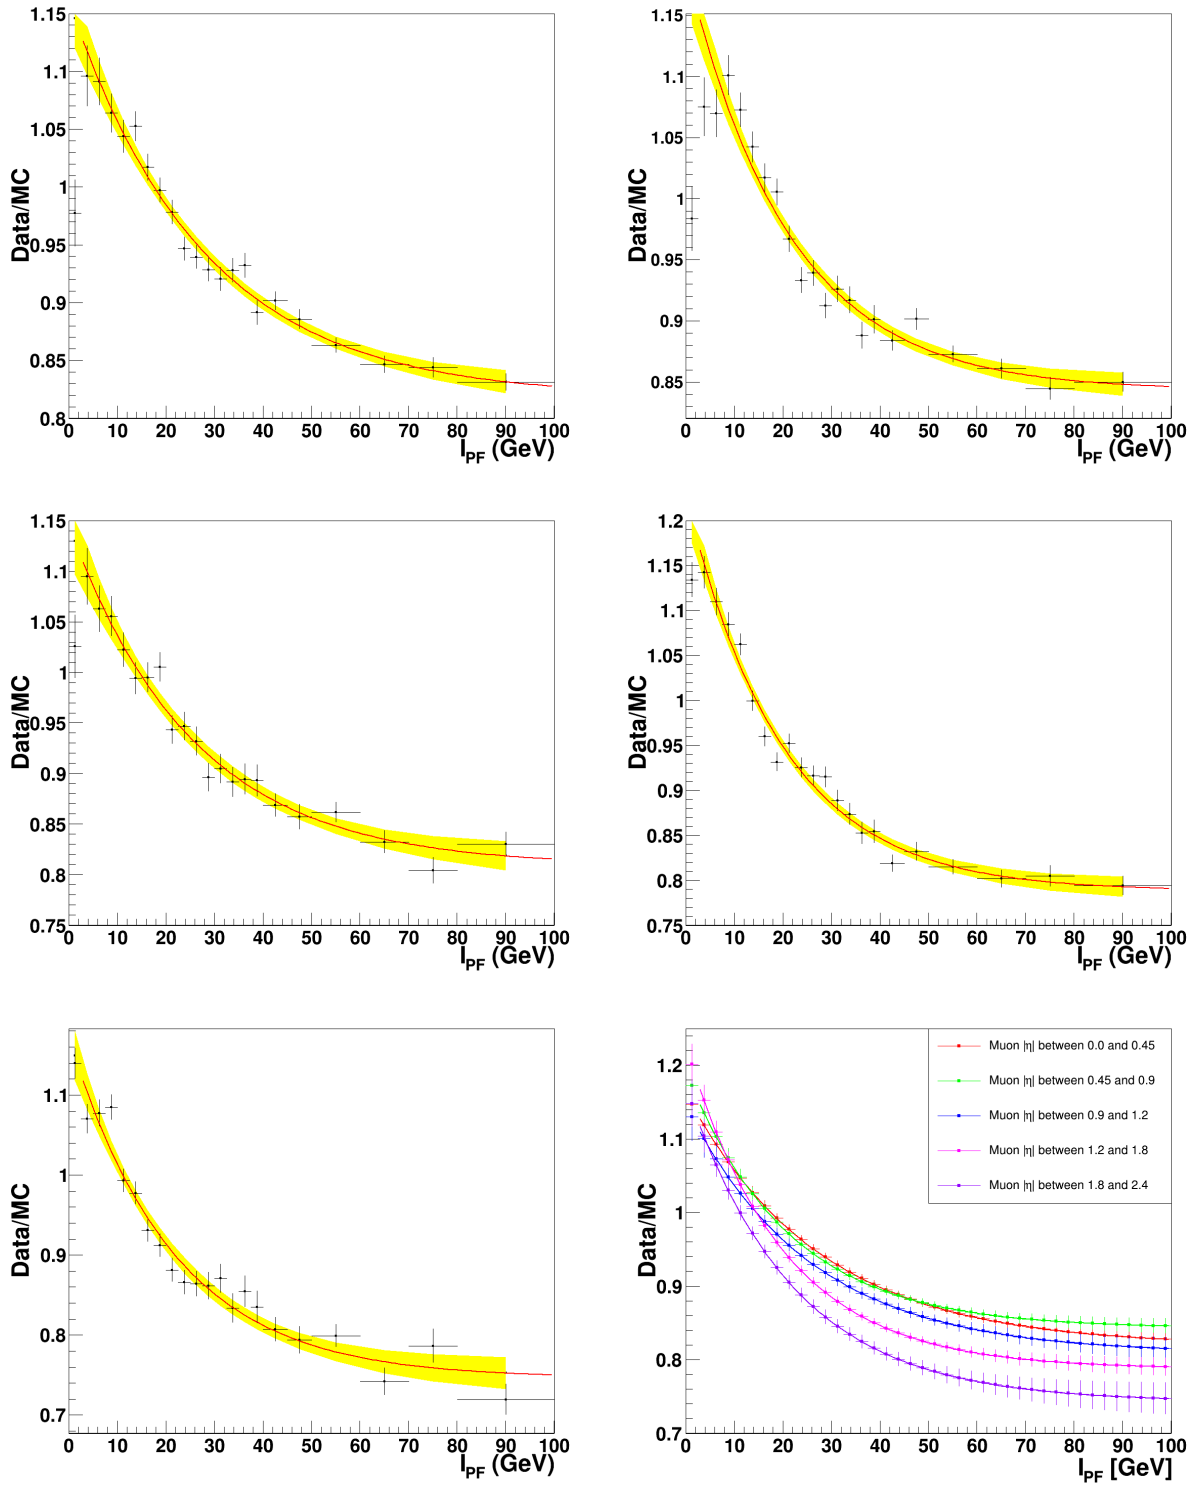 1.15
1.1
1.05
1
0.95
0.9
0.85
0.8
Data/MC
0 10 20 30 40 50 60 70 80 90 100
I_PF (GeV)
1.15
1.1
1.05
1
0.95
0.9
0.85
Data/MC
0 10 20 30 40 50 60 70 80 90 100
I_PF (GeV)
1.15
1.1
1.05
1
0.95
0.9
0.85
0.8
0.75
Data/MC
0 10 20 30 40 50 60 70 80 90 100
I_PF (GeV)
1.2
1.15
1.1
1.05
1
0.95
0.9
0.85
0.8
0.75
Data/MC
0 10 20 30 40 50 60 70 80 90 100
I_PF (GeV)
1.1
1
0.9
0.8
0.7
Data/MC
0 10 20 30 40 50 60 70 80 90 100
I_PF (GeV)
Muon |η| between 0.0 and 0.45
Muon |η| between 0.45 and 0.9
Muon |η| between 0.9 and 1.2
Muon |η| between 1.2 and 1.8
Muon |η| between 1.8 and 2.4
1.2
1.1
1
0.9
0.8
0.7
Data/MC
0 10 20 30 40 50 60 70 80 90 100
I_PF [GeV]